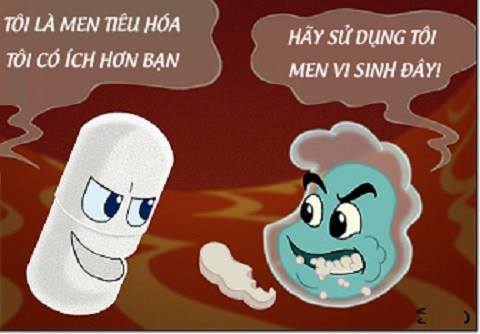 TÔI LÀ MEN TIÊU HÓA
TÔI CÓ ÍCH HƠN BẠN
HÃY SỬ DỤNG TÔI
MEN VI SINH ĐÂY!